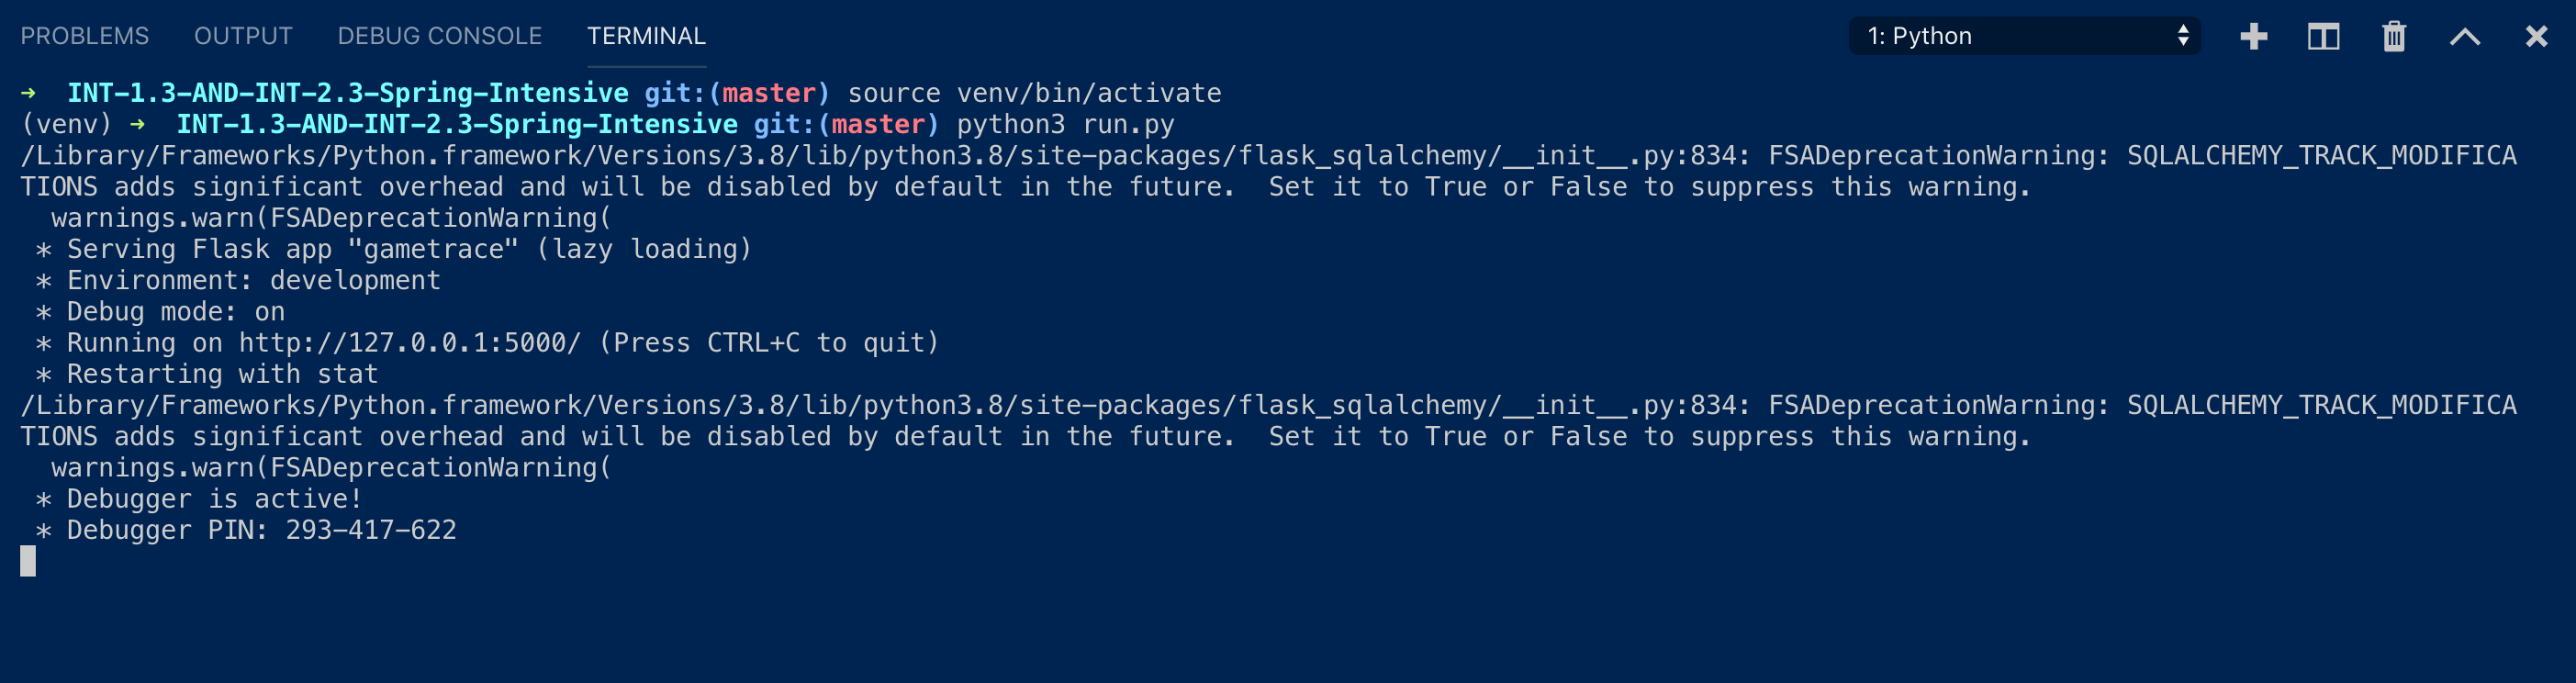 PROBLEMS OUTPUT DEBUG CONSOLE TERMINAL 1: Python
➜  INT-1.3-AND-INT-2.3-Spring-Intensive git:(master) source venv/bin/activate
(venv) ➜  INT-1.3-AND-INT-2.3-Spring-Intensive git:(master) python3 run.py
/Library/Frameworks/Python.framework/Versions/3.8/lib/python3.8/site-packages/flask_sqlalchemy/__init__.py:834: FSADeprecationWarning: SQLALCHEMY_TRACK_MODIFICA
TIONS adds significant overhead and will be disabled by default in the future.  Set it to True or False to suppress this warning.
  warnings.warn(FSADeprecationWarning(
 * Serving Flask app "gametrace" (lazy loading)
 * Environment: development
 * Debug mode: on
 * Running on http://127.0.0.1:5000/ (Press CTRL+C to quit)
 * Restarting with stat
/Library/Frameworks/Python.framework/Versions/3.8/lib/python3.8/site-packages/flask_sqlalchemy/__init__.py:834: FSADeprecationWarning: SQLALCHEMY_TRACK_MODIFICA
TIONS adds significant overhead and will be disabled by default in the future.  Set it to True or False to suppress this warning.
  warnings.warn(FSADeprecationWarning(
 * Debugger is active!
 * Debugger PIN: 293-417-622